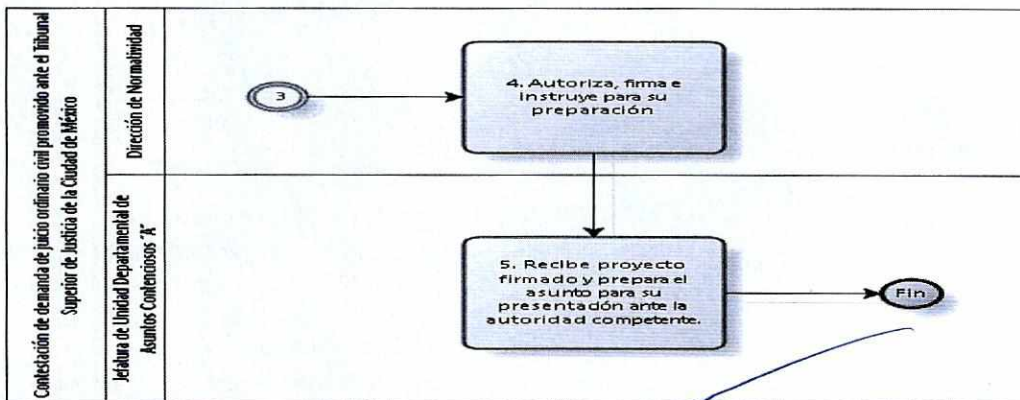 Contestación de demanda de juicio ordinario civil promovido ante el Tribunal
Superior de Justicia de la Ciudad de México
Dirección de Normatividad
3
4. Autoriza, firma e
instruye para su
preparación
Jefatura de Unidad Departamental de
Asuntos Contenciosos "A"
5. Recibe proyecto
firmado y prepara el
asunto para su
presentación ante la
autoridad competente.
Fin